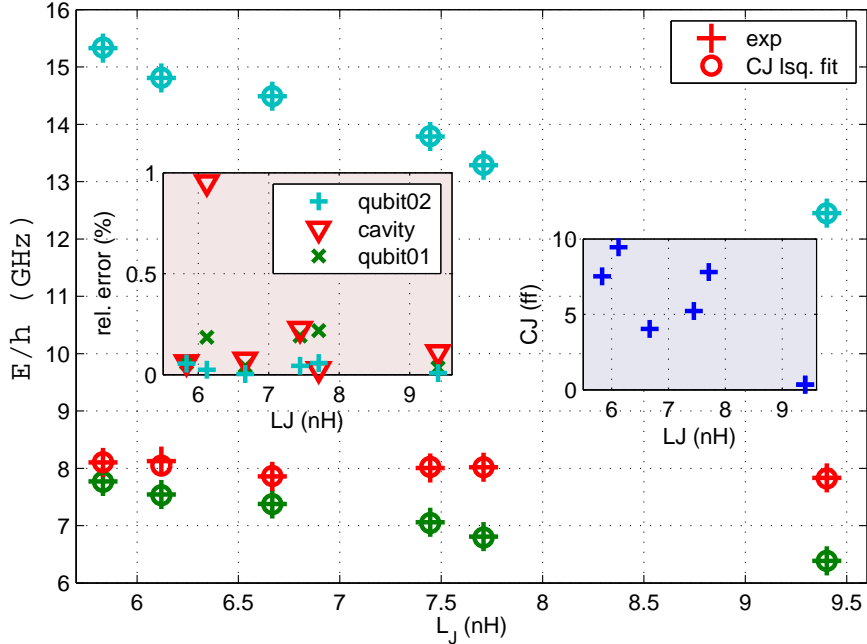 16
15
14
13
12
11
10
9
8
7
6
E/h (GHz)
exp
CJ lsq. fit
1
0.5
0
rel. error (%)
qubit02
cavity
qubit01
6 7 8 9
LJ (nH)
10
5
0
CJ (ff)
6 7 8 9
LJ (nH)
6 6.5 7 7.5 8 8.5 9 9.5
L_J (nH)